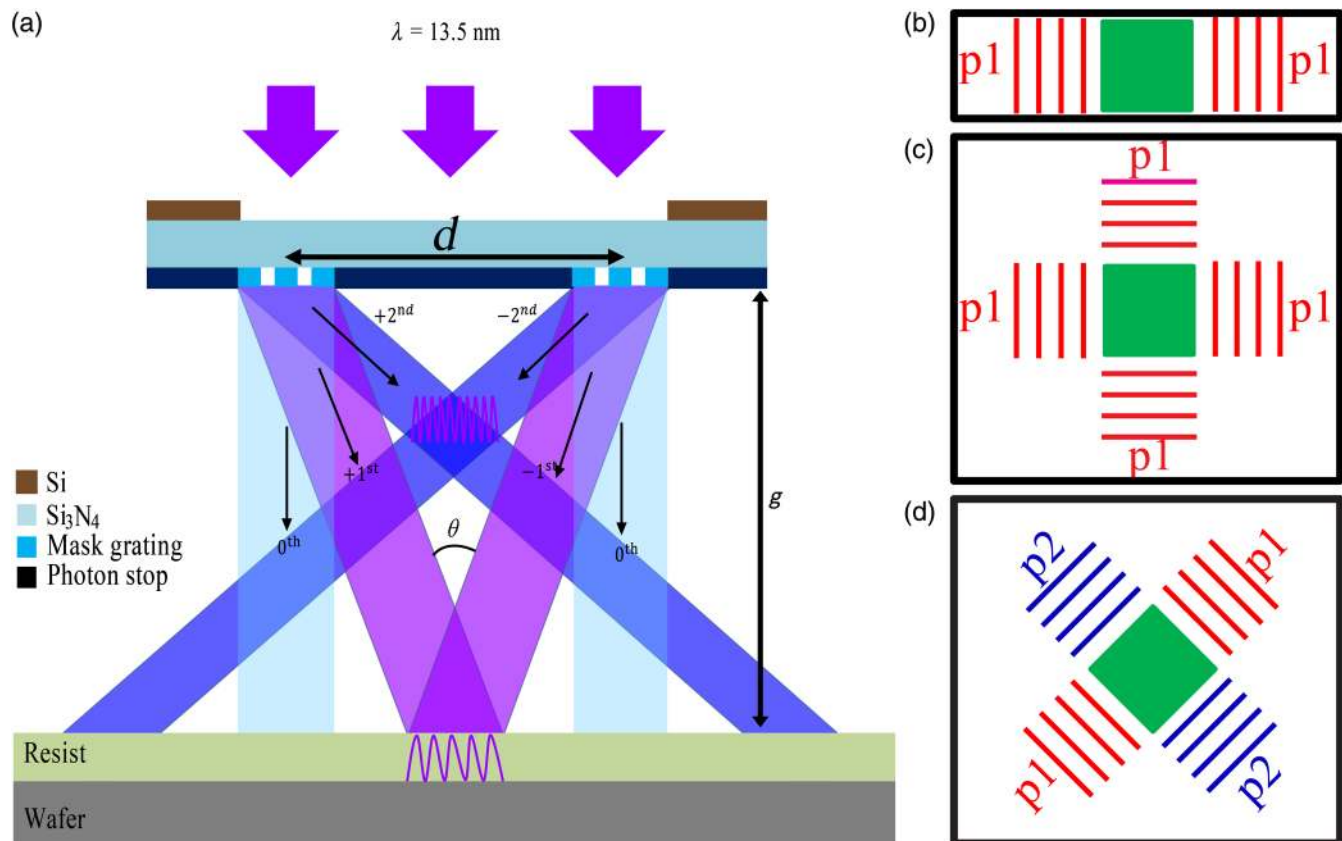 (a)
λ = 13.5 nm
d
+2nd
−2nd
+1st
−1st
0th
θ
0th
g
Si
Si3N4
Mask grating
Photon stop
Resist
Wafer
(b)
p1
p1
(c)
p1
p1
p1
p1
(d)
p2
p1
p1
p2